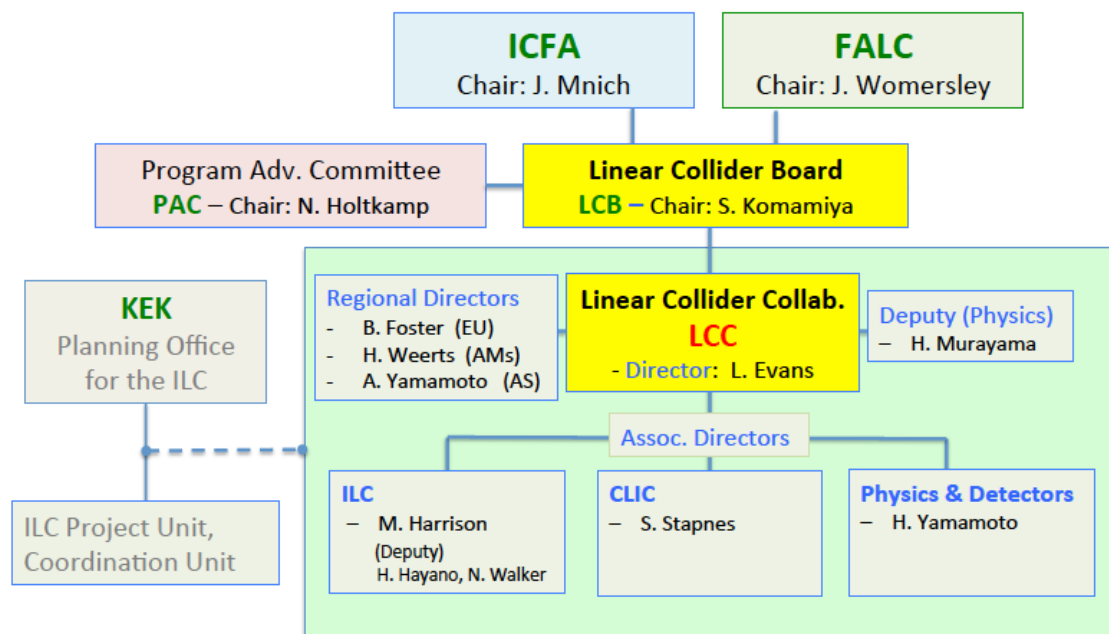 ICFA
Chair: J. Mnich
FALC
Chair: J. Womersley
Program Adv. Committee
PAC – Chair: N. Holtkamp
Linear Collider Board
LCB – Chair: S. Komamiya
KEK
Planning Office
for the ILC
Regional Directors
- B. Foster (EU)
- H. Weerts (AMs)
- A. Yamamoto (AS)
Linear Collider Collab.
LCC
- Director: L. Evans
Deputy (Physics)
– H. Murayama
Assoc. Directors
ILC Project Unit,
Coordination Unit
ILC
– M. Harrison
(Deputy)
H. Hayano, N. Walker
CLIC
– S. Stapnes
Physics & Detectors
– H. Yamamoto